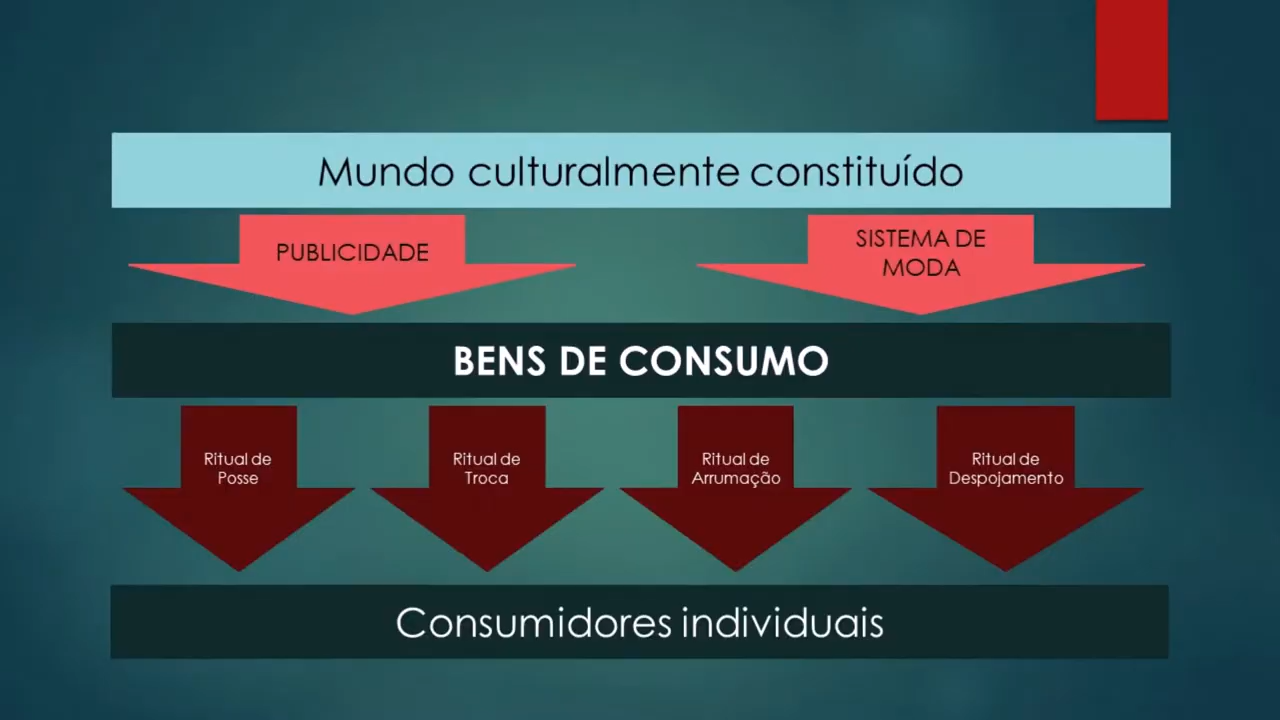 Mundo culturalmente constituído
PUBLICIDADE
SISTEMA DE
MODA
BENS DE CONSUMO
Ritual de
Posse
Ritual de
Troca
Ritual de
Arrumação
Ritual de
Despojamento
Consumidores individuais